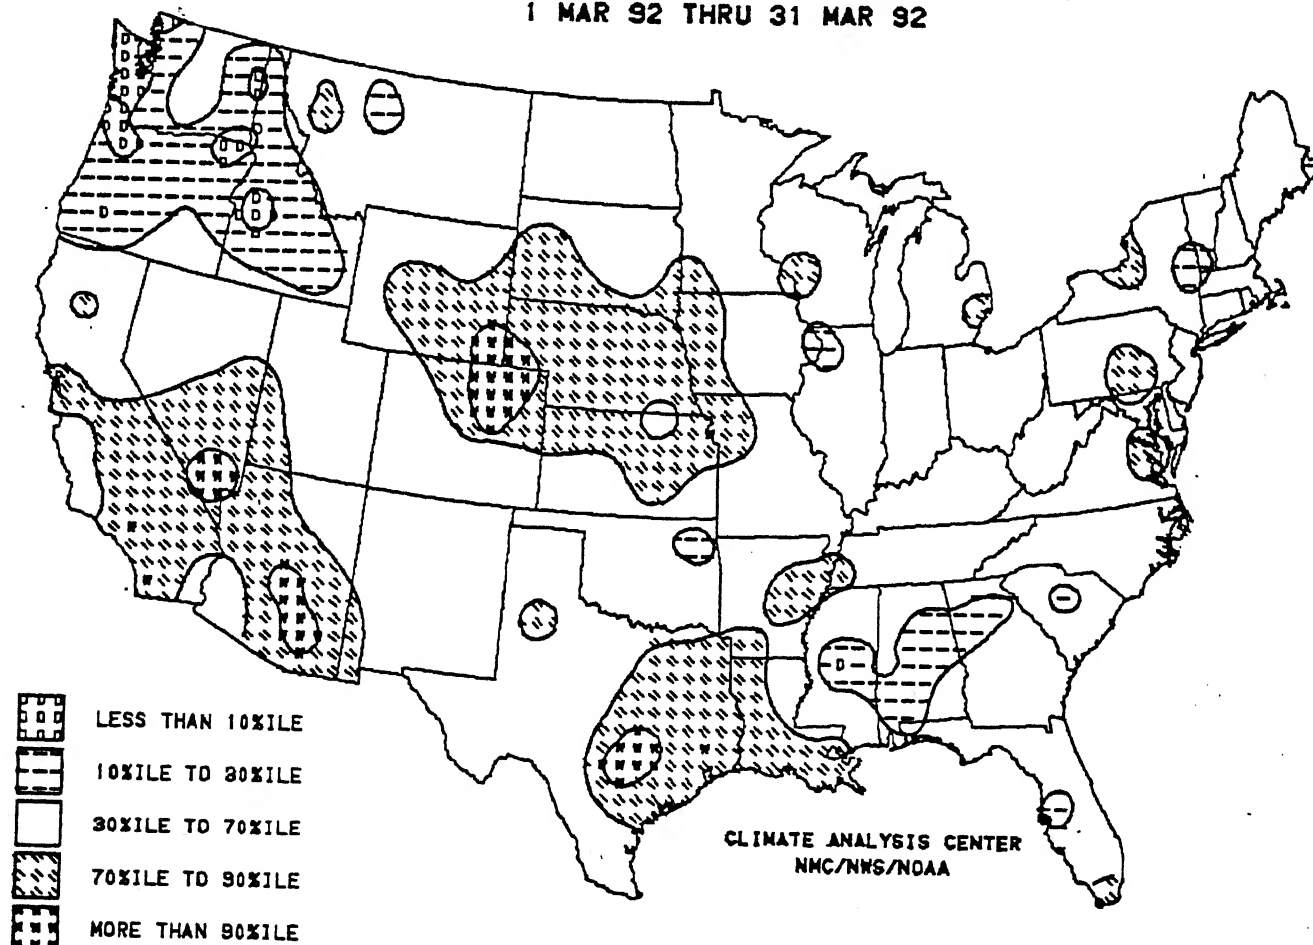 1 MAR 92 THRU 31 MAR 92
LESS THAN 10%ILE
10%ILE TO 30%ILE
30%ILE TO 70%ILE
70%ILE TO 90%ILE
MORE THAN 90%ILE
CLIMATE ANALYSIS CENTER
NMC/NWS/NOAA